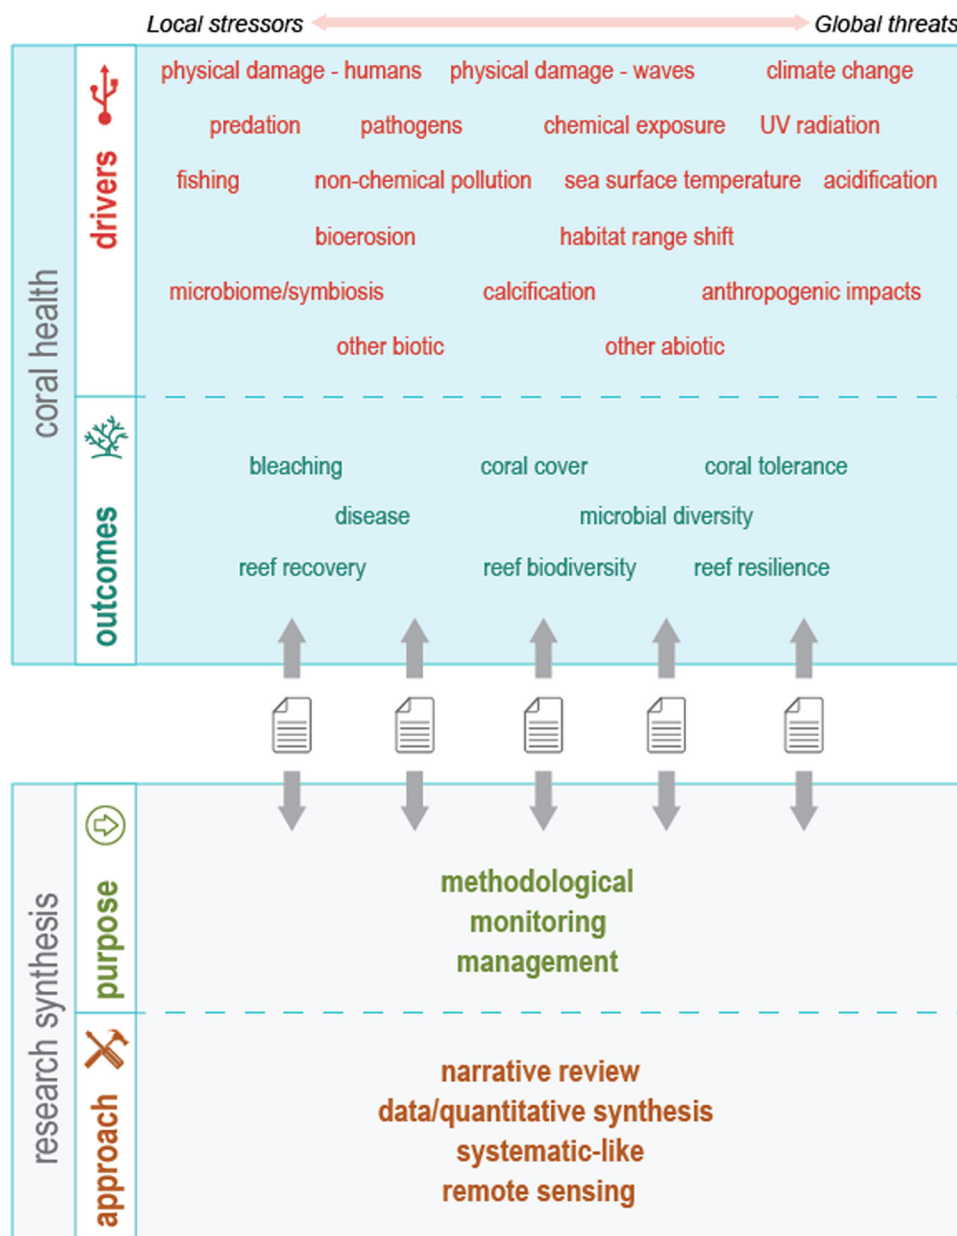 Local stressors Global threats
coral health
drivers
physical damage - humans physical damage - waves climate change
predation pathogens chemical exposure UV radiation
fishing non-chemical pollution sea surface temperature acidification
bioerosion habitat range shift
microbiome/symbiosis calcification anthropogenic impacts
other biotic other abiotic
outcomes
bleaching coral cover coral tolerance
disease microbial diversity
reef recovery reef biodiversity reef resilience
research synthesis
purpose
methodological
monitoring
management
approach
narrative review
data/quantitative synthesis
systematic-like
remote sensing